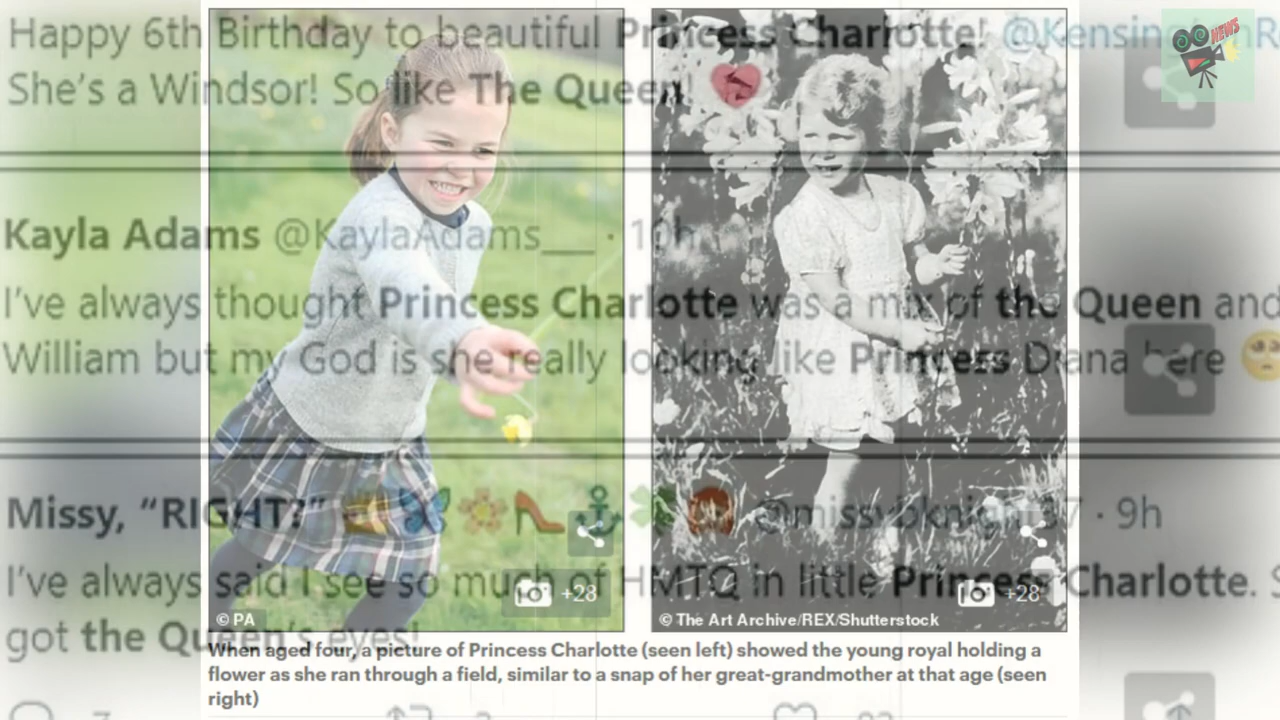 Happy 6th Birthday to beautiful Princess Charlotte! @Kensing
She's a Windsor! So like The Queen!
NEWS
Kayla Adams @KaylaAdams___ · 10h
I've always thought Princess Charlotte was a mix of the Queen and
William but my God is she really looking like Princess Diana here
Missy, “RIGHT?” · 9h
I've always said I see so much of HMTQ in little Princess Charlotte. S
got the Queen's eyes!
+28
+28
© PA
© The Art Archive/REX/Shutterstock
When aged four, a picture of Princess Charlotte (seen left) showed the young royal holding a
flower as she ran through a field, similar to a snap of her great-grandmother at that age (seen
right)